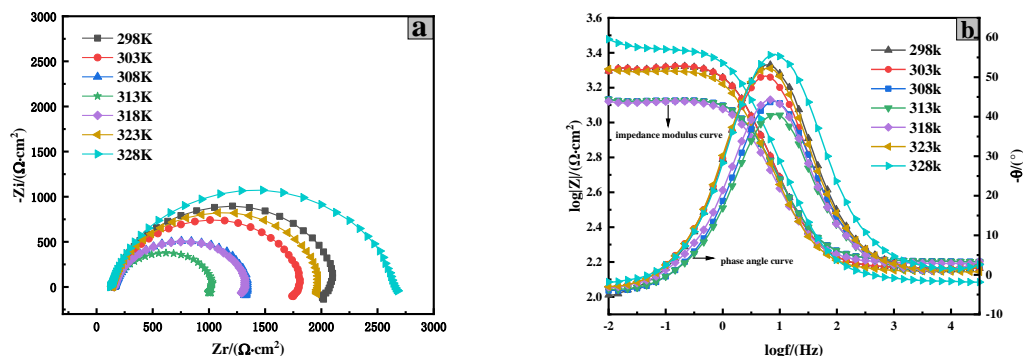 a
3000
2500
2000
1500
1000
500
0
-Zi/(Ω·cm²)
298K
303K
308K
313K
318K
323K
328K
0 500 1000 1500 2000 2500 3000
Zr/(Ω·cm²)
b
3.6
3.4
3.2
3.0
2.8
2.6
2.4
2.2
2.0
log|Z|/(Ω·cm²)
298k
303k
308k
313k
318k
323k
328k
impedance modulus curve
phase angle curve
60
50
40
30
20
10
0
-10
-θ/(°)
-2 -1 0 1 2 3 4
logf/(Hz)